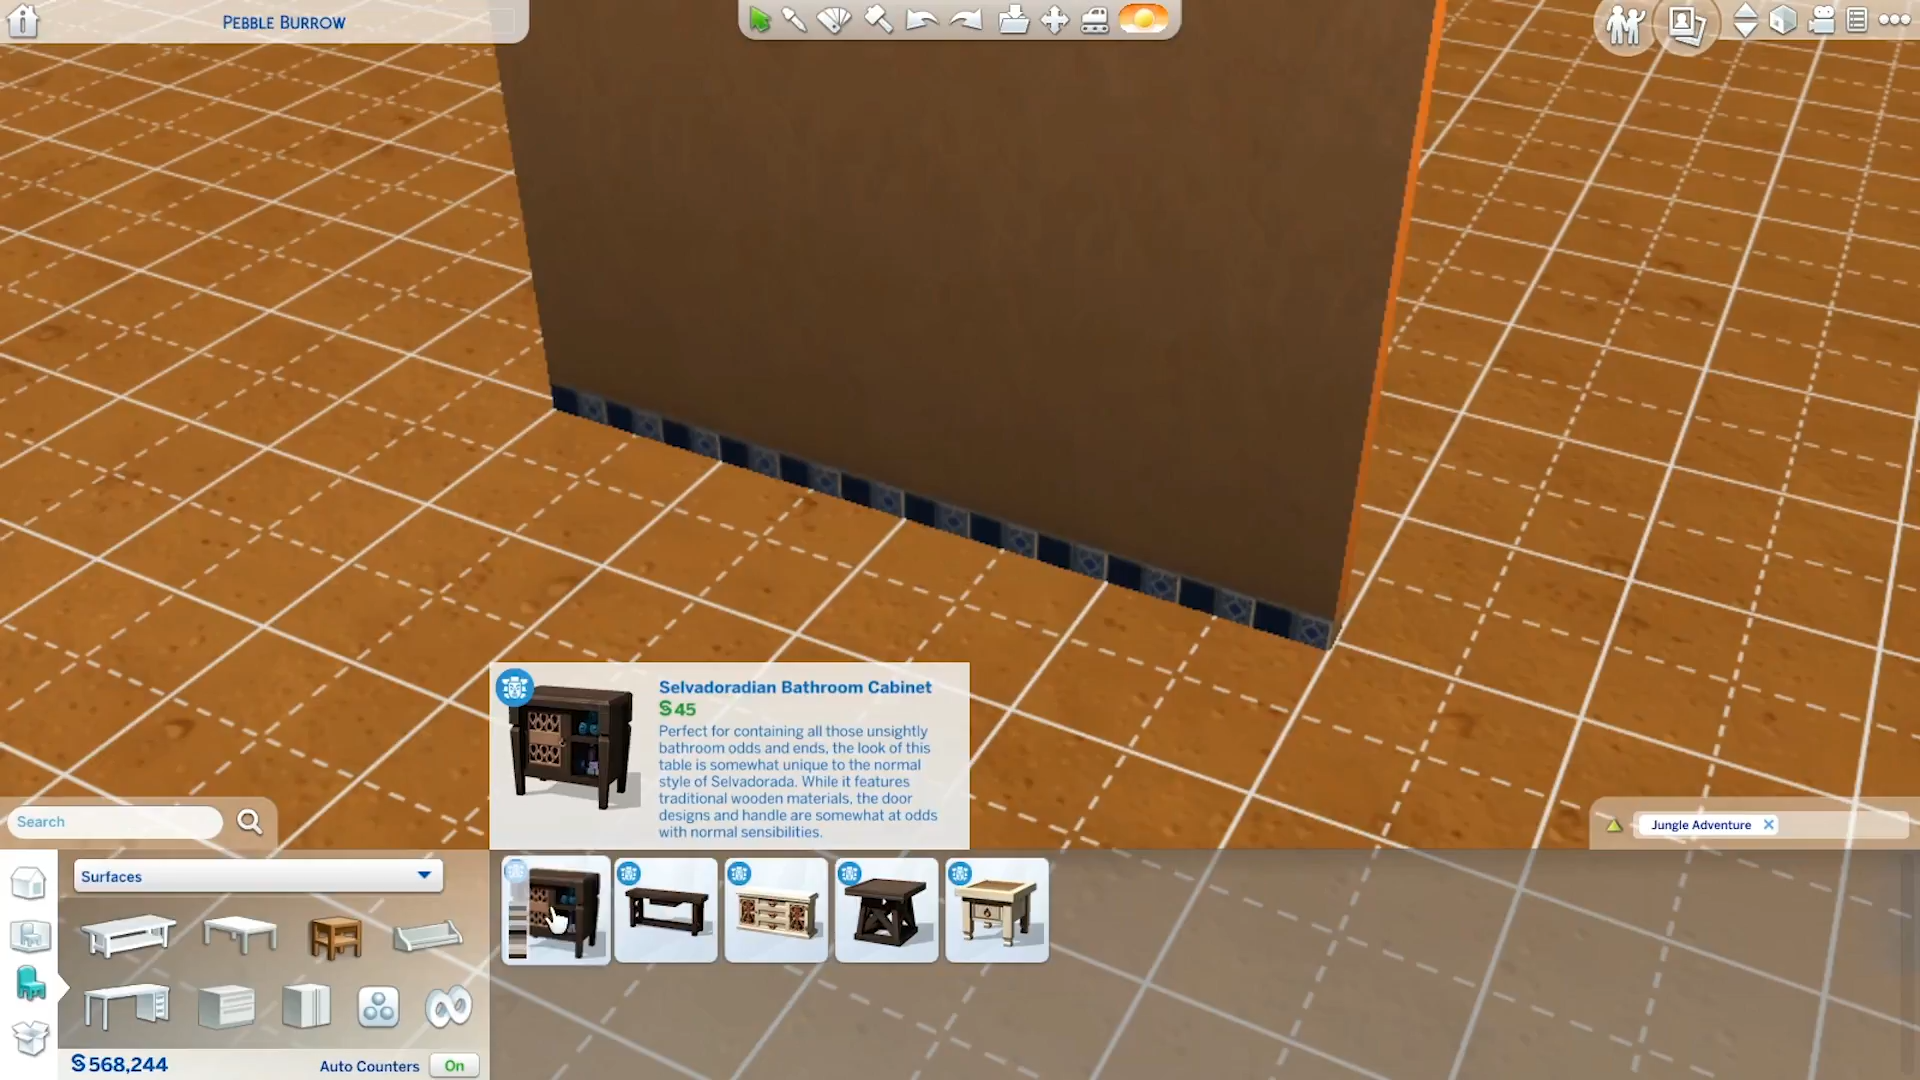 PEBBLE BURROW
Selvadoradian Bathroom Cabinet
§45
Perfect for containing all those unsightly
bathroom odds and ends, the look of this
table is somewhat unique to the normal
style of Selvadorada. While it features
traditional wooden materials, the door
designs and handle are somewhat at odds
with normal sensibilities.
Search
Jungle Adventure
Surfaces
§568,244
Auto Counters On